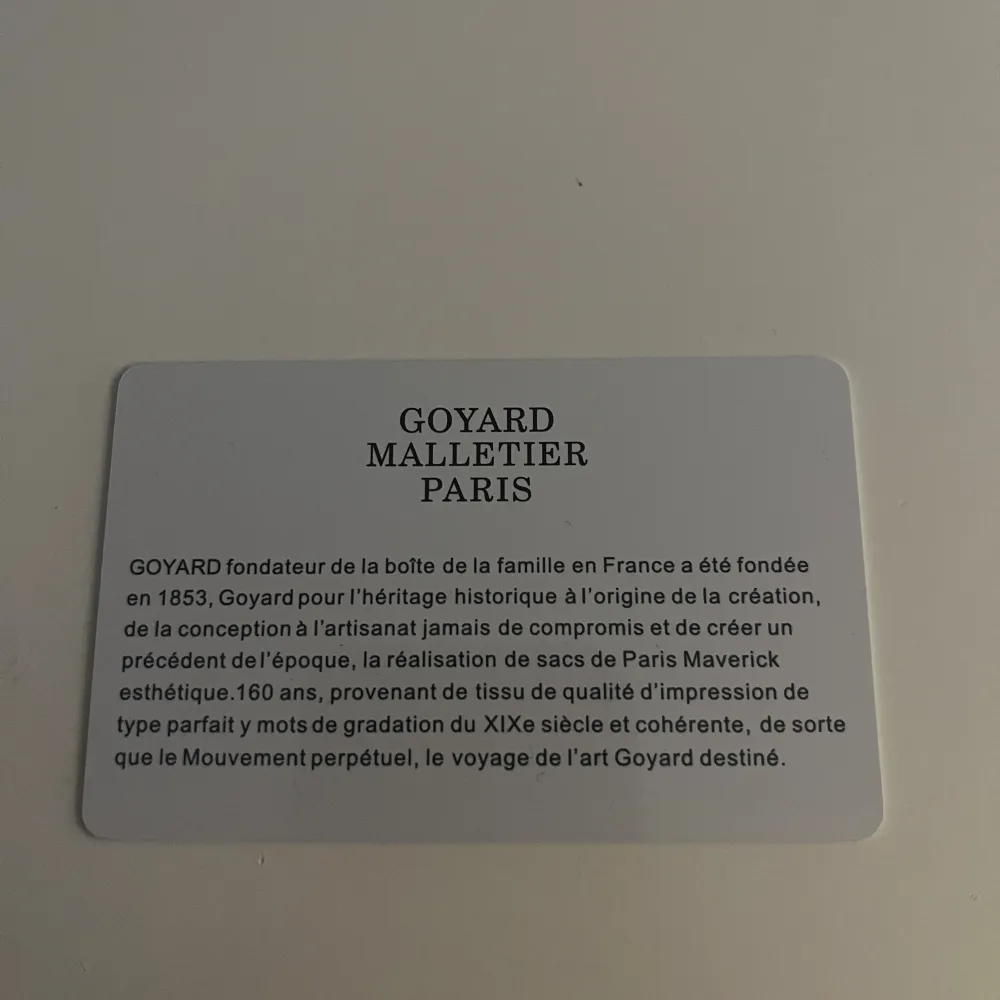 GOYARD
MALLETIER
PARIS
GOYARD fondateur de la boîte de la famille en France a été fondée
en 1853, Goyard pour l'héritage historique à l'origine de la création,
de la conception à l'artisanat jamais de compromis et de créer un
précédent de l'époque, la réalisation de sacs de Paris Maverick
esthétique.160 ans, provenant de tissu de qualité d'impression de
type parfait y mots de gradation du XIXe siècle et cohérente, de sorte
que le Mouvement perpétuel, le voyage de l'art Goyard destiné.